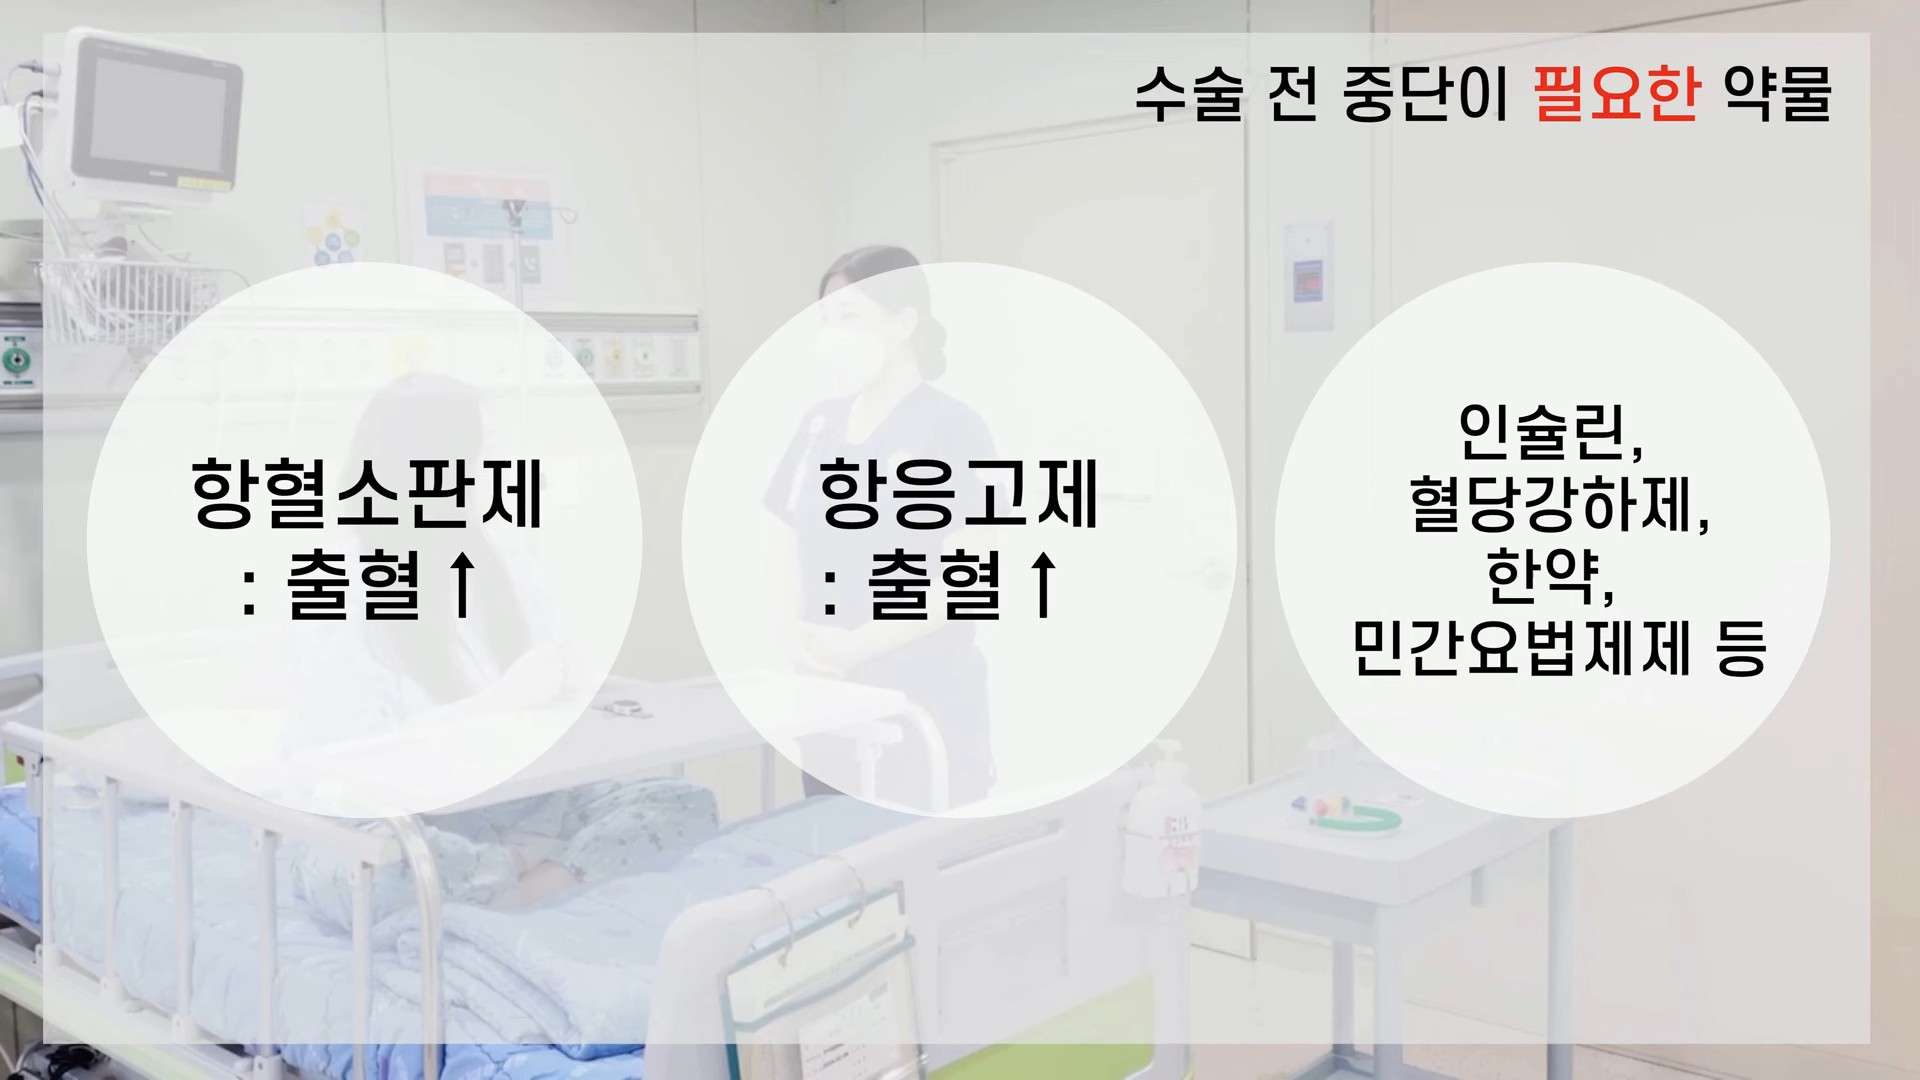 수술 전 중단이 필요한 약물
항혈소판제
: 출혈↑
항응고제
: 출혈↑
인슐린,
혈당강하제,
한약,
민간요법제제 등